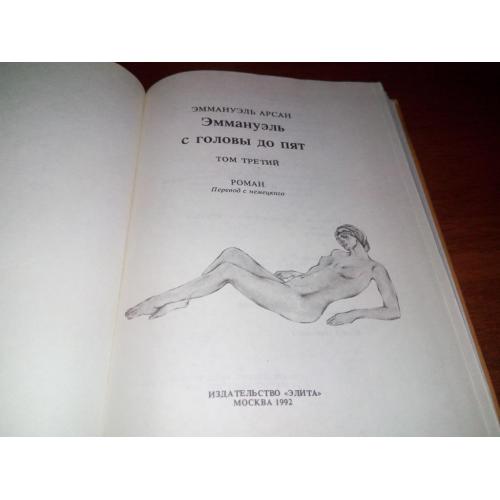 ЭММАНУЭЛЬ АРСАН
Эммануэль
с головы до пят
ТОМ ТРЕТИЙ
РОМАН
Перевод с немецкого
ИЗДАТЕЛЬСТВО «ЭЛИТА»
МОСКВА 1992